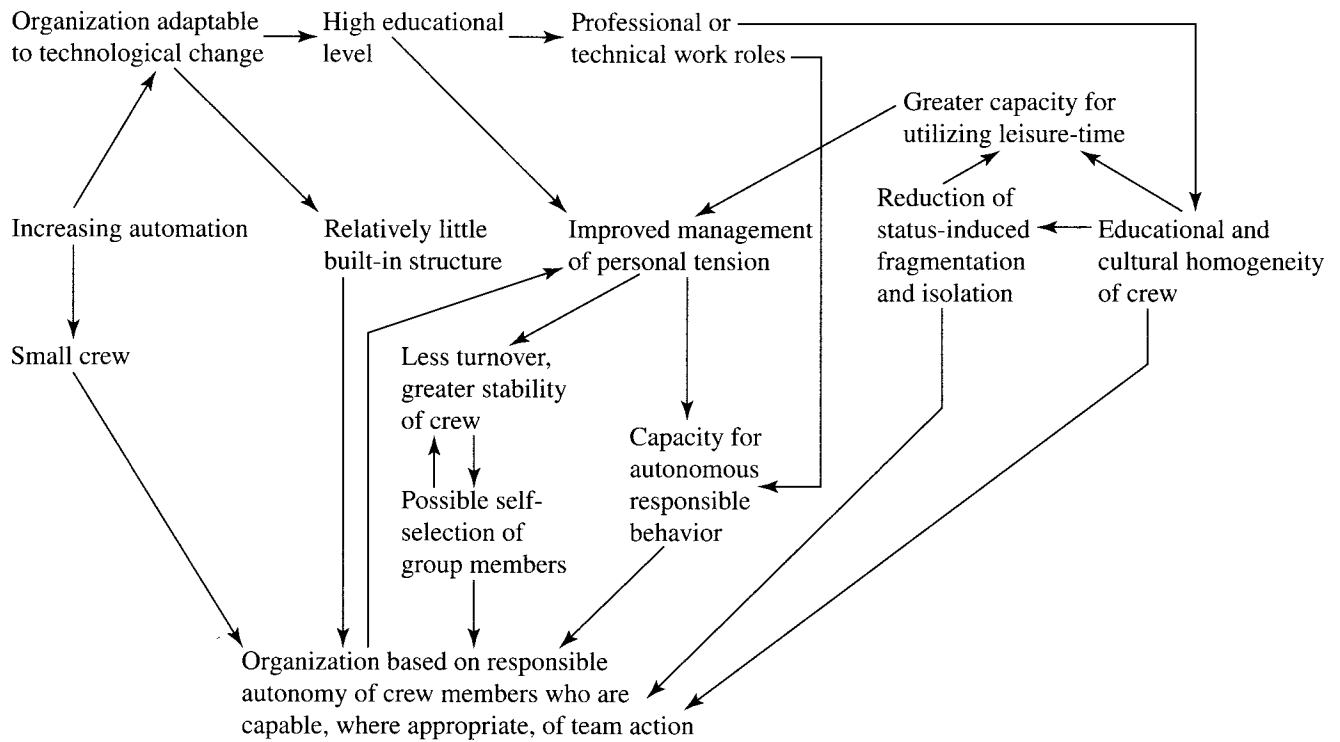 Organization adaptable
to technological change
High educational
level
Professional or
technical work roles
Greater capacity for
utilizing leisure-time
Increasing automation
Relatively little
built-in structure
Improved management
of personal tension
Reduction of
status-induced
fragmentation
and isolation
Educational and
cultural homogeneity
of crew
Small crew
Less turnover,
greater stability
of crew
Capacity for
autonomous
responsible
behavior
Possible self-
selection of
group members
Organization based on responsible
autonomy of crew members who are
capable, where appropriate, of team action